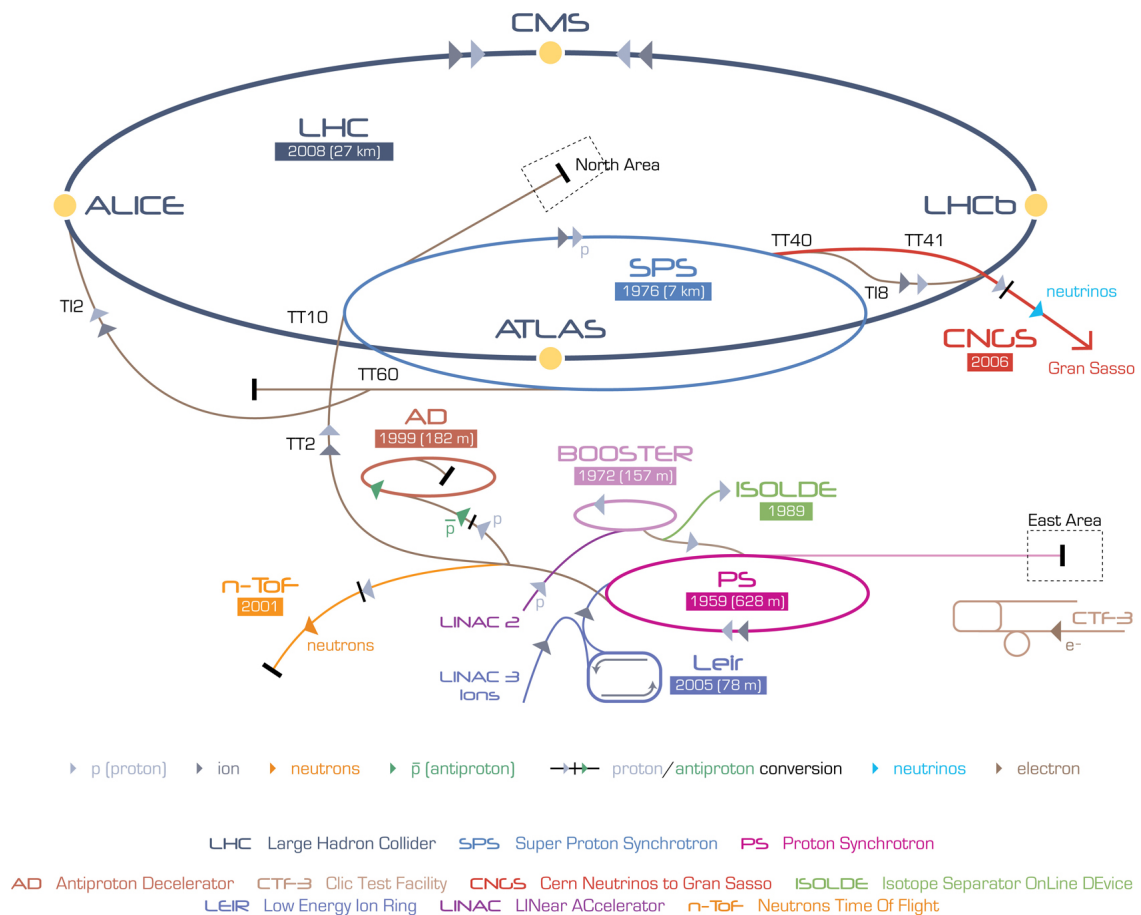 CMS
LHC
2008 (27 km)
North Area
ALICE
LHCb
TT40
TT41
SPS
1976 (7 km)
p
TI2
TT10
TI8
neutrinos
ATLAS
CNGS
2006
Gran Sasso
TT60
AD
1999 (182 m)
TT2
BOOSTER
1972 (157 m)
ISOLDE
1989
p̅
p
East Area
n-ToF
2001
neutrons
p
LINAC 2
PS
1959 (628 m)
CTF3
e-
LINAC 3
Ions
Leir
2005 (78 m)
p (proton) ion neutrons p̅ (antiproton) proton/antiproton conversion neutrinos electron
LHC Large Hadron Collider SPS Super Proton Synchrotron PS Proton Synchrotron
AD Antiproton Decelerator CTF3 Clic Test Facility CNGS Cern Neutrinos to Gran Sasso ISOLDE Isotope Separator OnLine DEvice
LEIR Low Energy Ion Ring LINAC LINear ACcelerator n-ToF Neutrons Time Of Flight